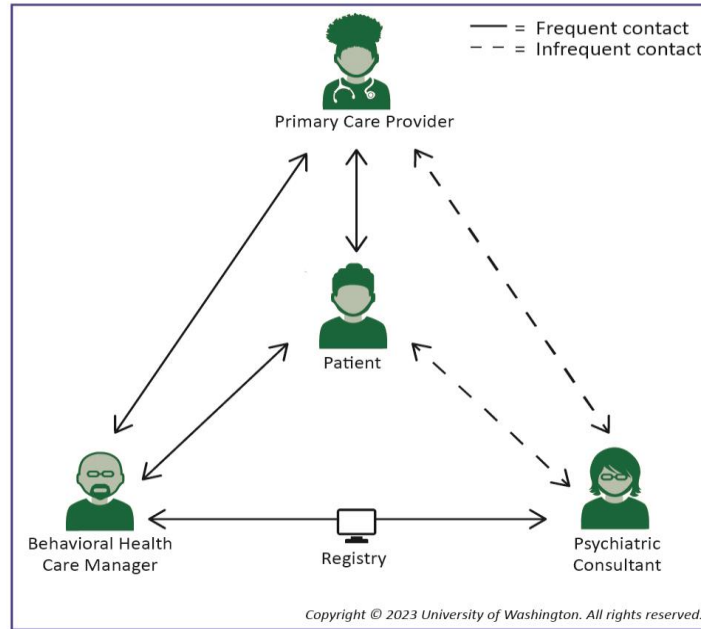 — = Frequent contact
– – = Infrequent contact
Primary Care Provider
Patient
Behavioral Health
Care Manager
Registry
Psychiatric
Consultant
Copyright © 2023 University of Washington. All rights reserved.